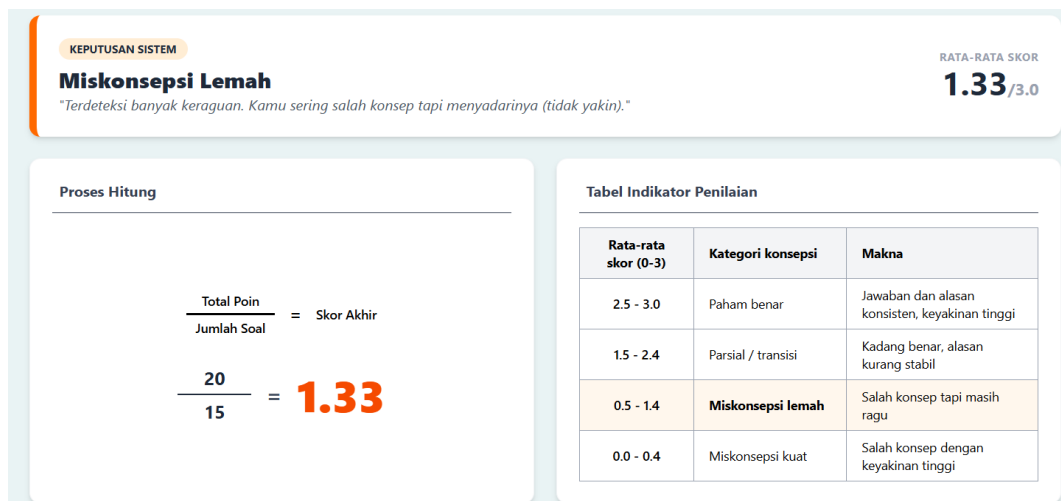 KEPUTUSAN SISTEM
Miskonsepsi Lemah
"Terdeteksi banyak keraguan. Kamu sering salah konsep tapi menyadarinya (tidak yakin)."
RATA-RATA SKOR
1.33/3.0
Proses Hitung
Total Poin
Jumlah Soal
= Skor Akhir
20
15
= 1.33
Tabel Indikator Penilaian
Rata-rata
skor (0-3)
Kategori konsepsi
Makna
2.5 - 3.0
Paham benar
Jawaban dan alasan
konsisten, keyakinan tinggi
1.5 - 2.4
Parsial / transisi
Kadang benar, alasan
kurang stabil
0.5 - 1.4
Miskonsepsi lemah
Salah konsep tapi masih
ragu
0.0 - 0.4
Miskonsepsi kuat
Salah konsep dengan
keyakinan tinggi